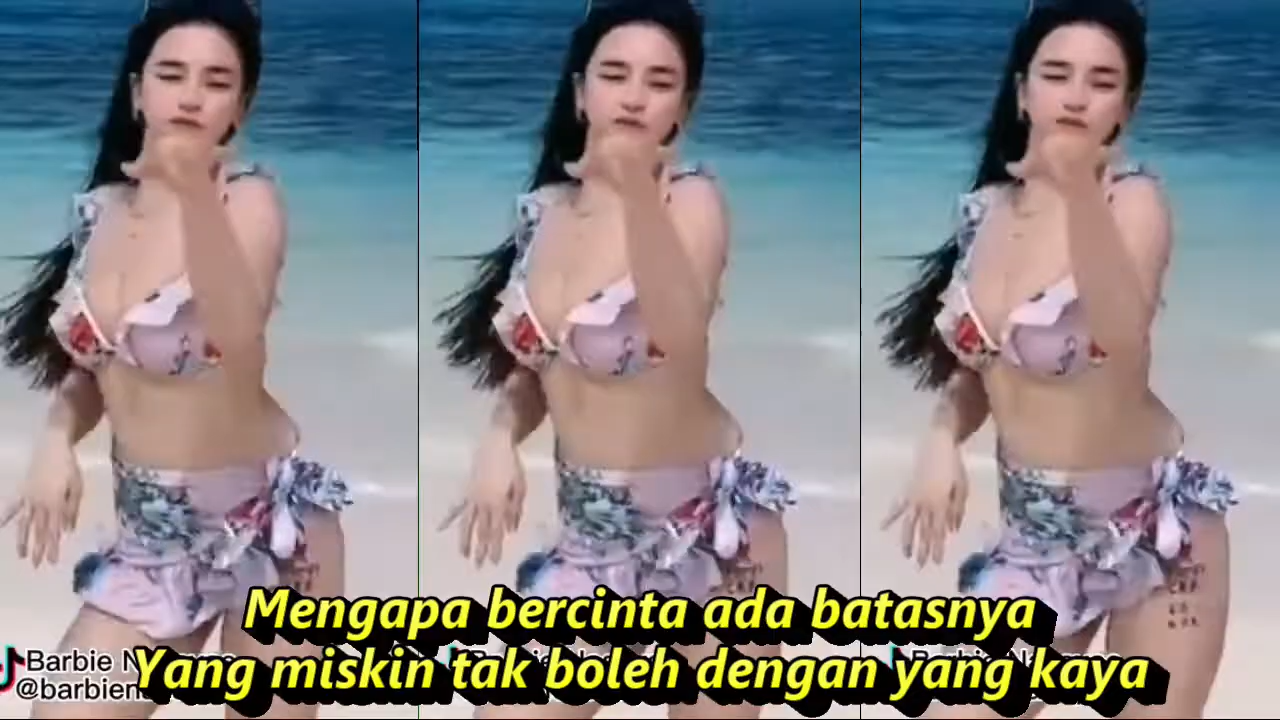 Mengapa bercinta ada batasnya
Yang miskin tak boleh dengan yang kaya
Barbie
@barbien